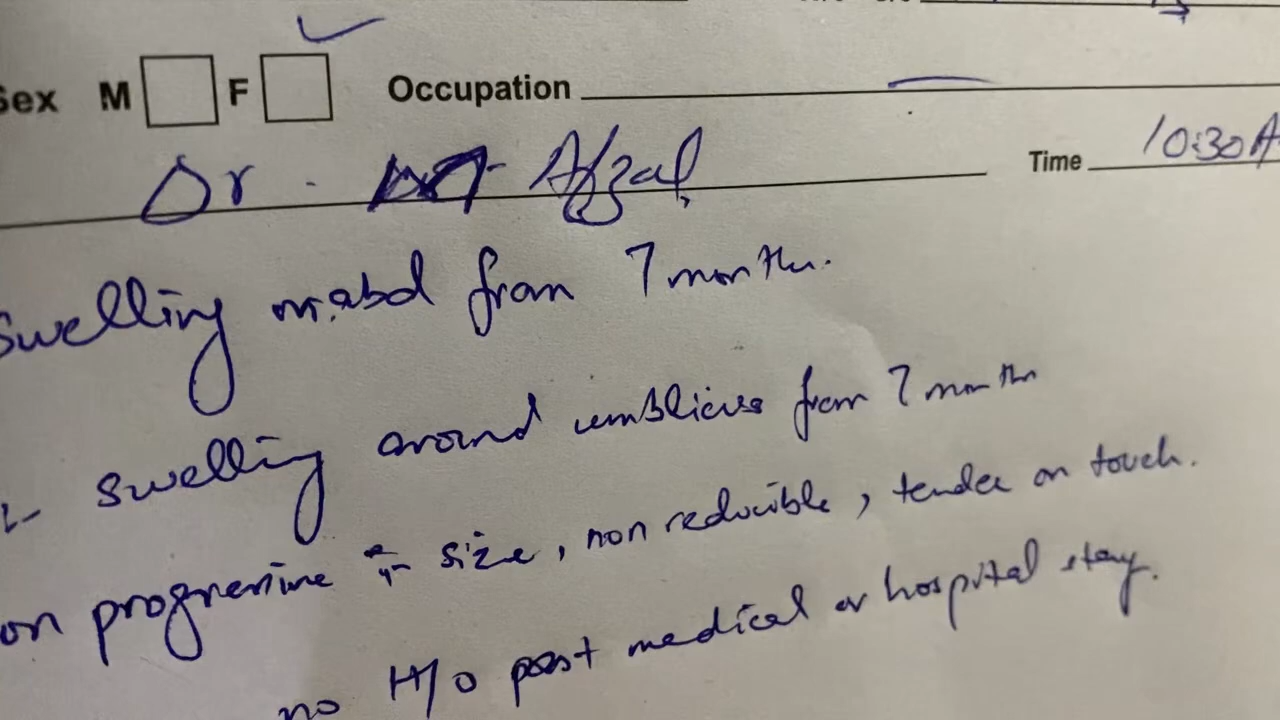 Sex M F Occupation
Dr. Afzal Time 10:30 A
Swelling in abd from 7 months.
swelling around umblicus from 7 months
on progressive in size, non reducible, tender on touch.
no H/o past medical or hospital stay.